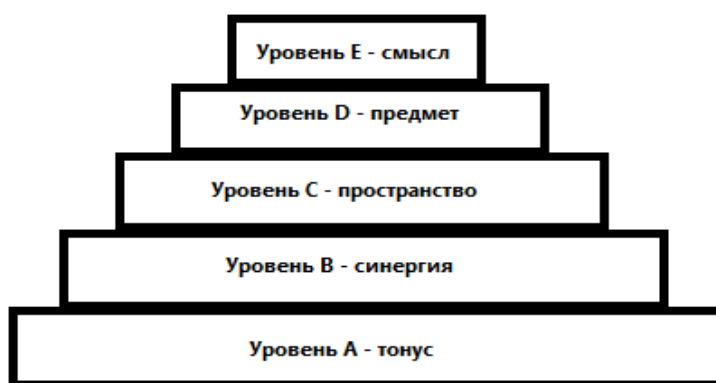 Уровень E - смысл
Уровень D - предмет
Уровень C - пространство
Уровень B - синергия
Уровень A - тонус